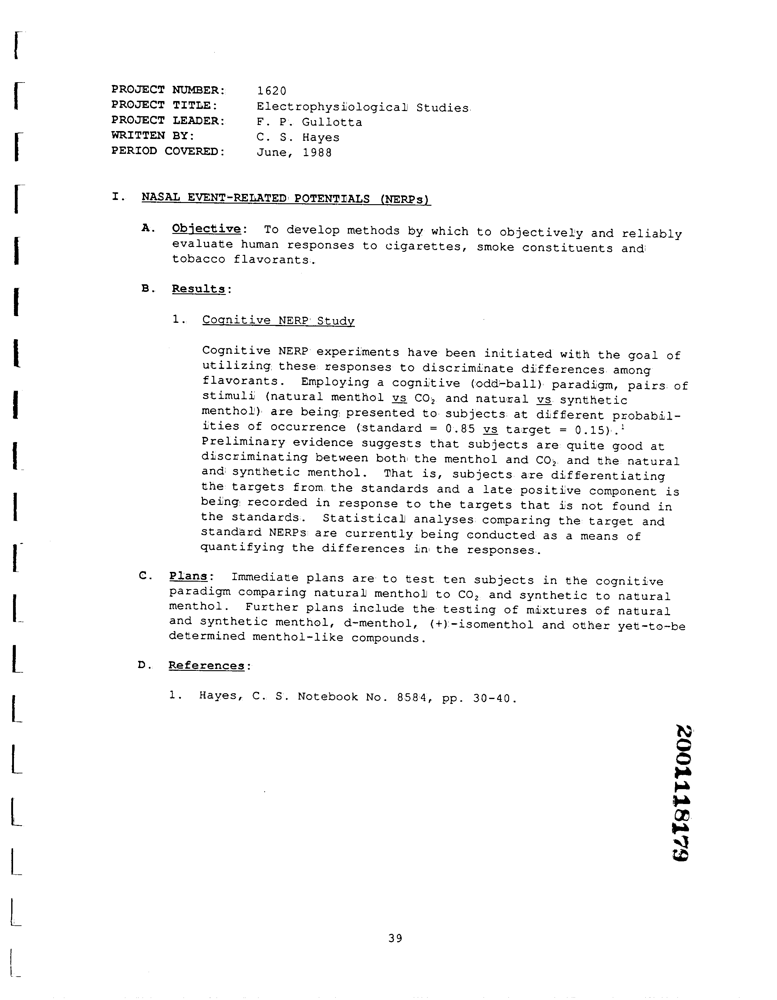 PROJECT NUMBER: 1620
PROJECT TITLE: Electrophysiological Studies
PROJECT LEADER: F. P. Gullotta
WRITTEN BY: C. S. Hayes
PERIOD COVERED: June, 1988
I. NASAL EVENT-RELATED POTENTIALS (NERPs)
A. Objective: To develop methods by which to objectively and reliably
evaluate human responses to cigarettes, smoke constituents and
tobacco flavorants.
B. Results:
1. Cognitive NERP Study
Cognitive NERP experiments have been initiated with the goal of
utilizing these responses to discriminate differences among
flavorants. Employing a cognitive (odd-ball) paradigm, pairs of
stimuli (natural menthol vs CO₂ and natural vs synthetic
menthol) are being presented to subjects at different probabil-
ities of occurrence (standard = 0.85 vs target = 0.15).¹
Preliminary evidence suggests that subjects are quite good at
discriminating between both the menthol and CO₂ and the natural
and synthetic menthol. That is, subjects are differentiating
the targets from the standards and a late positive component is
being recorded in response to the targets that is not found in
the standards. Statistical analyses comparing the target and
standard NERPs are currently being conducted as a means of
quantifying the differences in the responses.
C. Plans: Immediate plans are to test ten subjects in the cognitive
paradigm comparing natural menthol to CO₂ and synthetic to natural
menthol. Further plans include the testing of mixtures of natural
and synthetic menthol, d-menthol, (+)-isomenthol and other yet-to-be
determined menthol-like compounds.
D. References:
1. Hayes, C. S. Notebook No. 8584, pp. 30-40.
2001118179
39